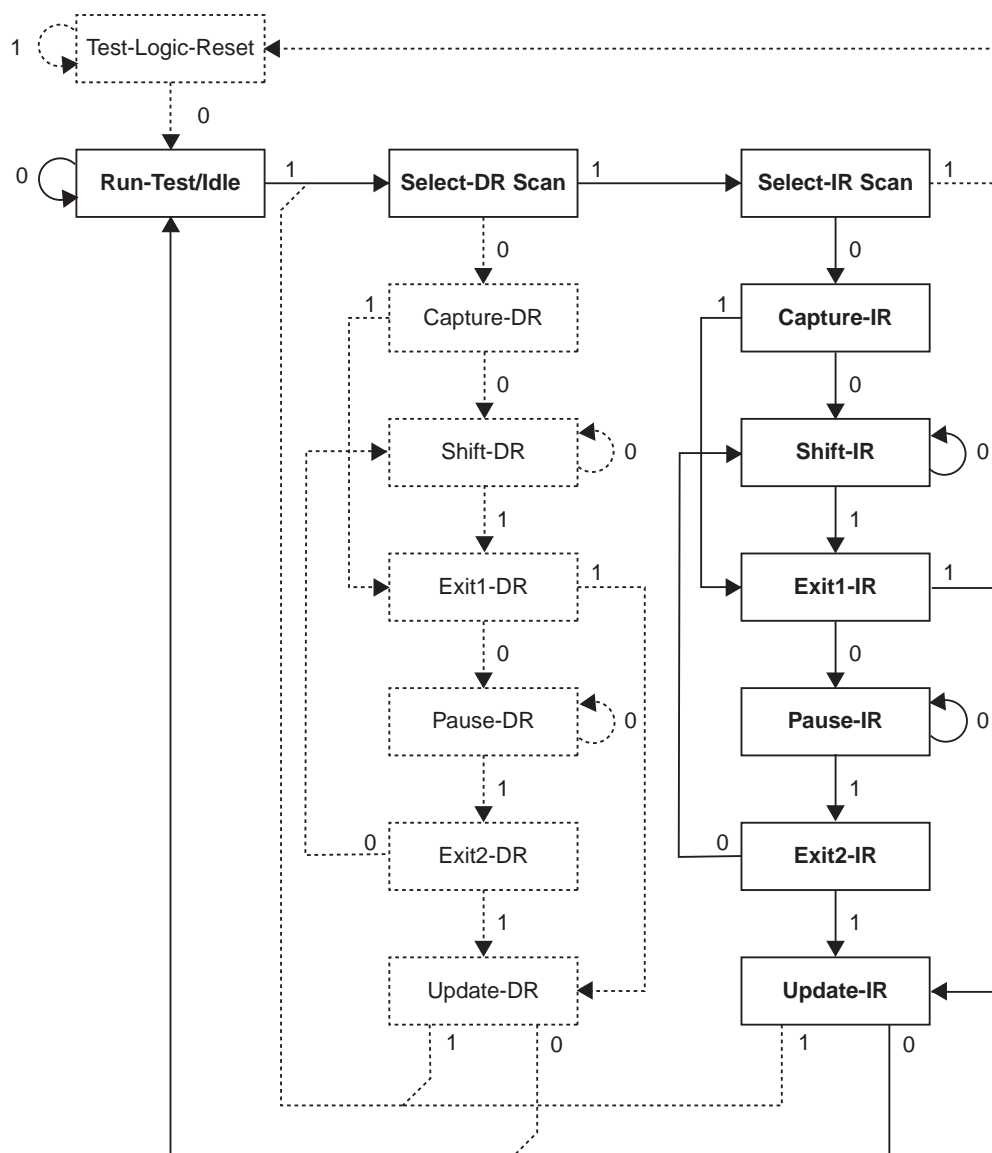 1
Test-Logic-Reset
0
0
Run-Test/Idle
1
Select-DR Scan
1
Select-IR Scan
1
0
0
1
Capture-DR
1
Capture-IR
0
0
Shift-DR
0
Shift-IR
0
1
1
Exit1-DR
1
Exit1-IR
1
0
0
Pause-DR
0
Pause-IR
0
1
1
0
Exit2-DR
0
Exit2-IR
1
1
Update-DR
Update-IR
1
0
1
0